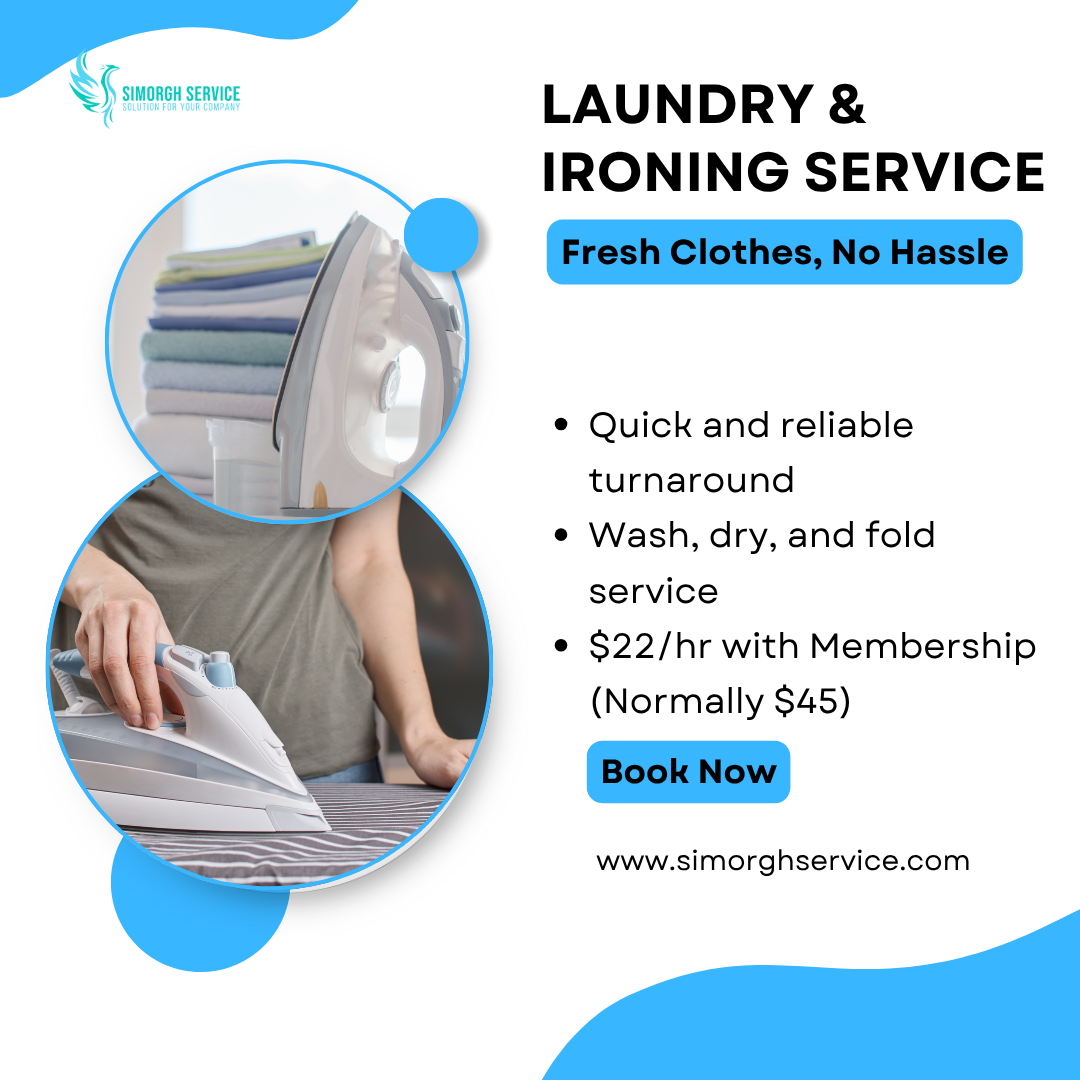 SIMORGH SERVICE
SOLUTION FOR YOUR COMPANY
LAUNDRY &
IRONING SERVICE
Fresh Clothes, No Hassle
• Quick and reliable
turnaround
• Wash, dry, and fold
service
• $22/hr with Membership
(Normally $45)
Book Now
www.simorghservice.com